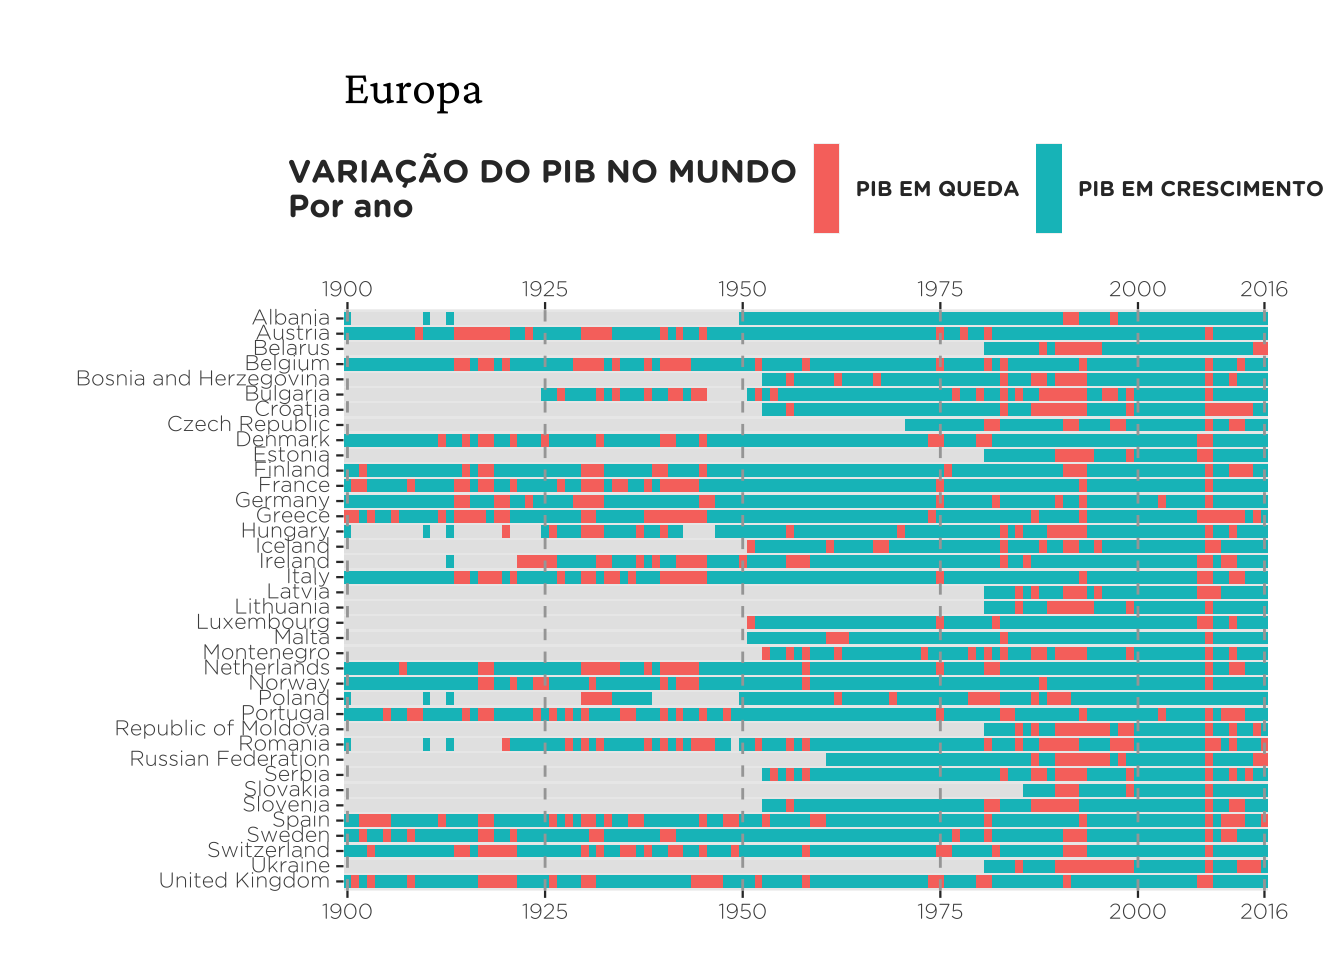 Europa
VARIAÇÃO DO PIB NO MUNDO
Por ano
PIB EM QUEDA
PIB EM CRESCIMENTO
1900 1925 1950 1975 2000 2016
Albania
Austria
Belarus
Belgium
Bosnia and Herzegovina
Bulgaria
Croatia
Czech Republic
Denmark
Estonia
Finland
France
Germany
Greece
Hungary
Iceland
Ireland
Italy
Latvia
Lithuania
Luxembourg
Malta
Montenegro
Netherlands
Norway
Poland
Portugal
Republic of Moldova
Romania
Russian Federation
Serbia
Slovakia
Slovenia
Spain
Sweden
Switzerland
Ukraine
United Kingdom
1900 1925 1950 1975 2000 2016